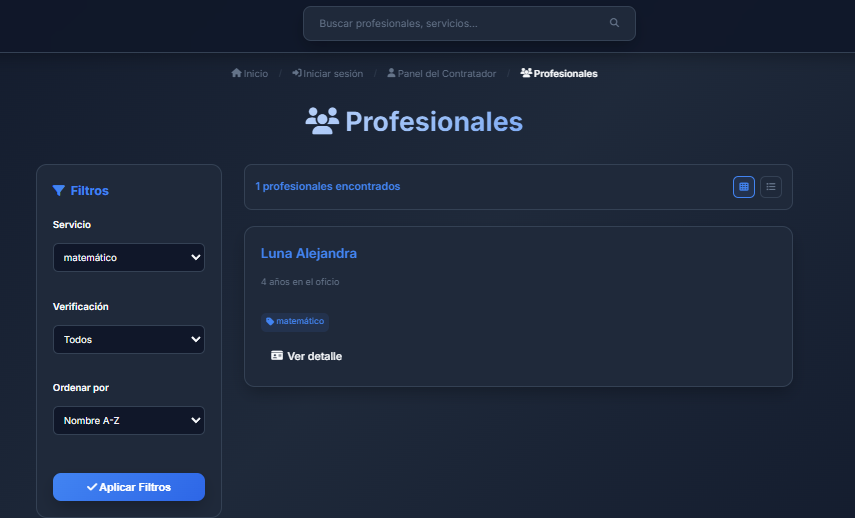 Buscar profesionales, servicios...
Inicio / Iniciar sesión / Panel del Contratador / Profesionales
Profesionales
Filtros
Servicio
matemático
Verificación
Todos
Ordenar por
Nombre A-Z
Aplicar Filtros
1 profesionales encontrados
Luna Alejandra
4 años en el oficio
matemático
Ver detalle